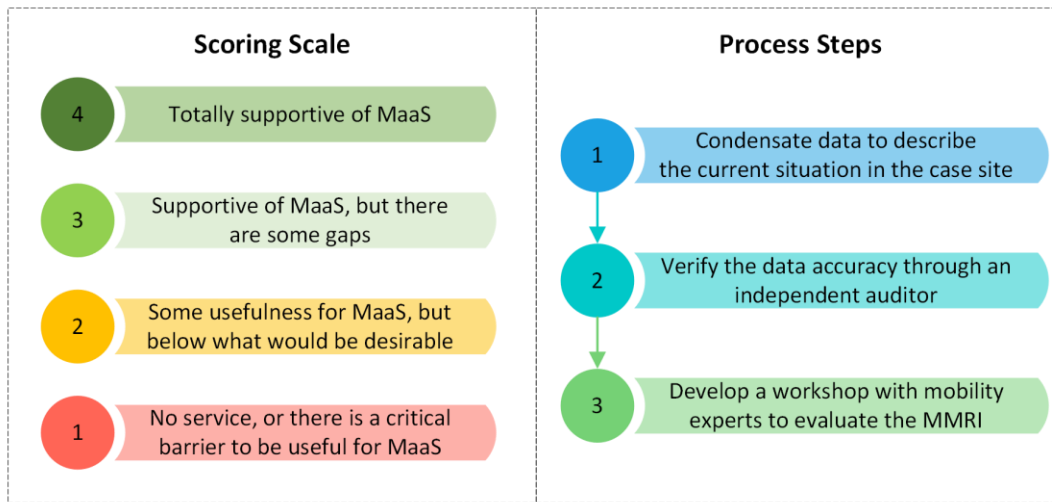 Scoring Scale
4
Totally supportive of MaaS
3
Supportive of MaaS, but there
are some gaps
2
Some usefulness for MaaS, but
below what would be desirable
1
No service, or there is a critical
barrier to be useful for MaaS
Process Steps
1
Condensate data to describe
the current situation in the case site
2
Verify the data accuracy through an
independent auditor
3
Develop a workshop with mobility
experts to evaluate the MMRI